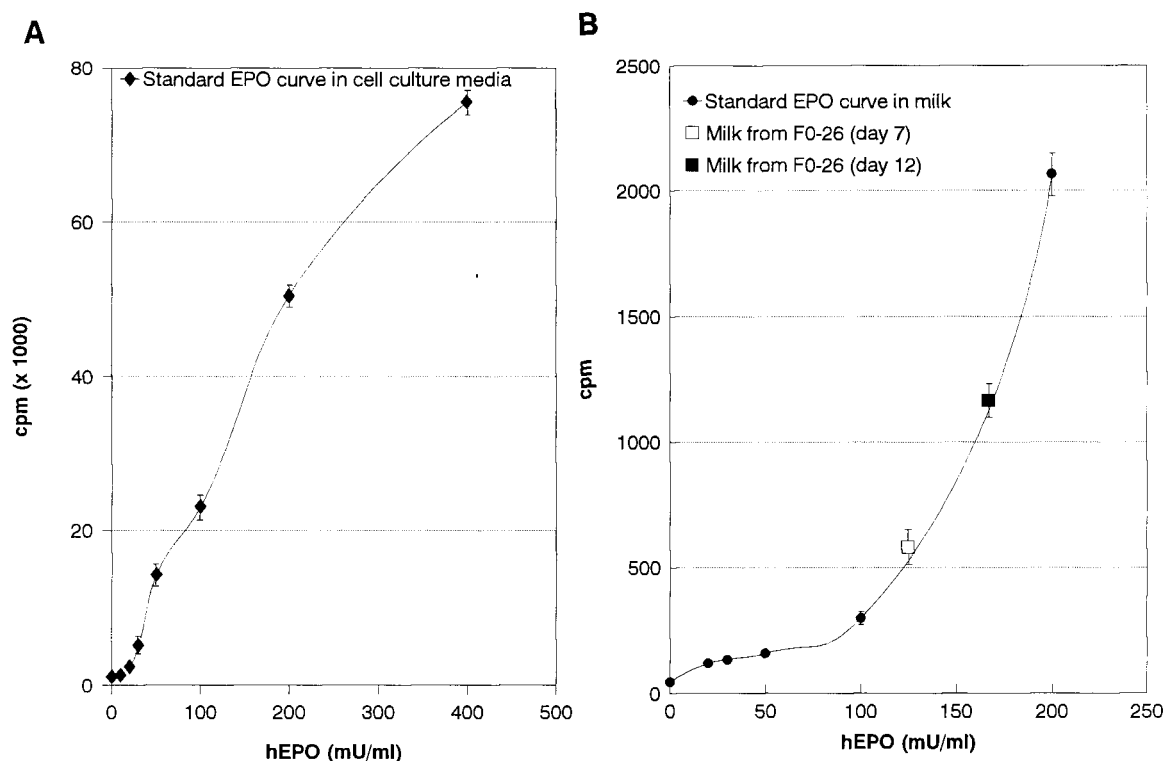 A
Standard EPO curve in cell culture media
80
60
40
20
0
cpm (x 1000)
0 100 200 300 400 500
hEPO (mU/ml)
B
Standard EPO curve in milk
Milk from F0-26 (day 7)
Milk from F0-26 (day 12)
2500
2000
1500
1000
500
0
cpm
0 50 100 150 200 250
hEPO (mU/ml)